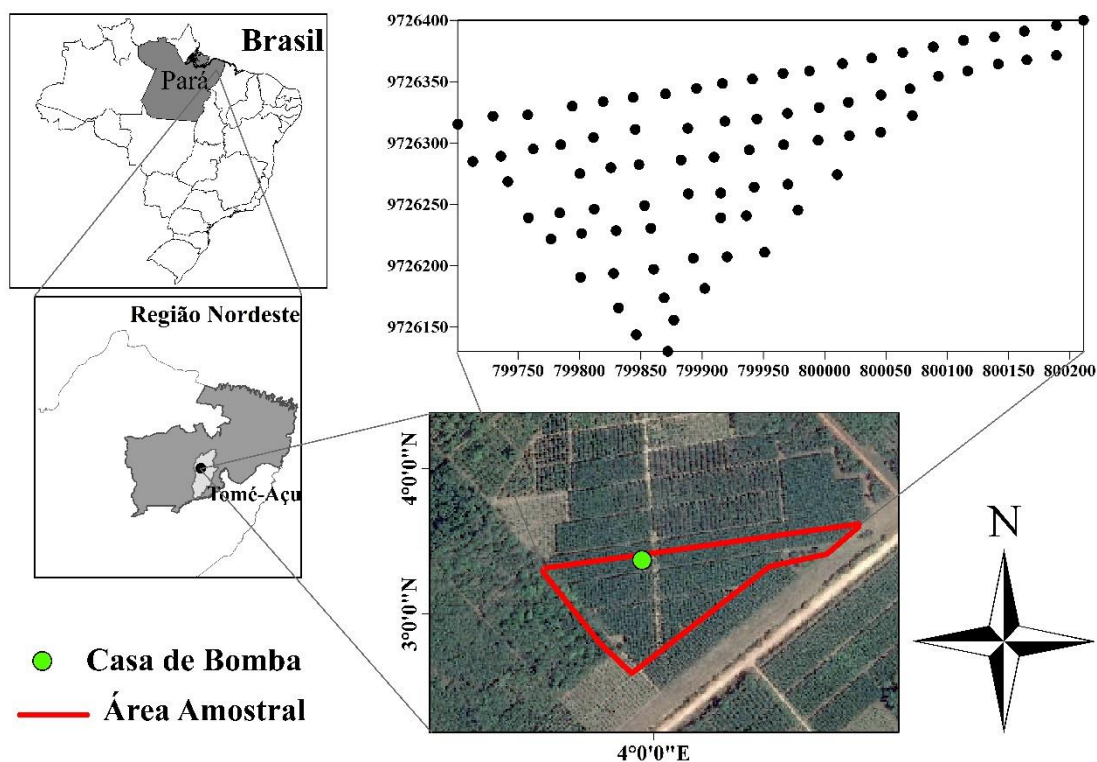 Brasil
Pará
9726400
9726350
9726300
9726250
9726200
9726150
799750 799800 799850 799900 799950 800000 800050 800100 800150 800200
Região Nordeste
Tomé-Açu
4°0'0"N
3°0'0"N
4°0'0"E
N
Casa de Bomba
Área Amostral